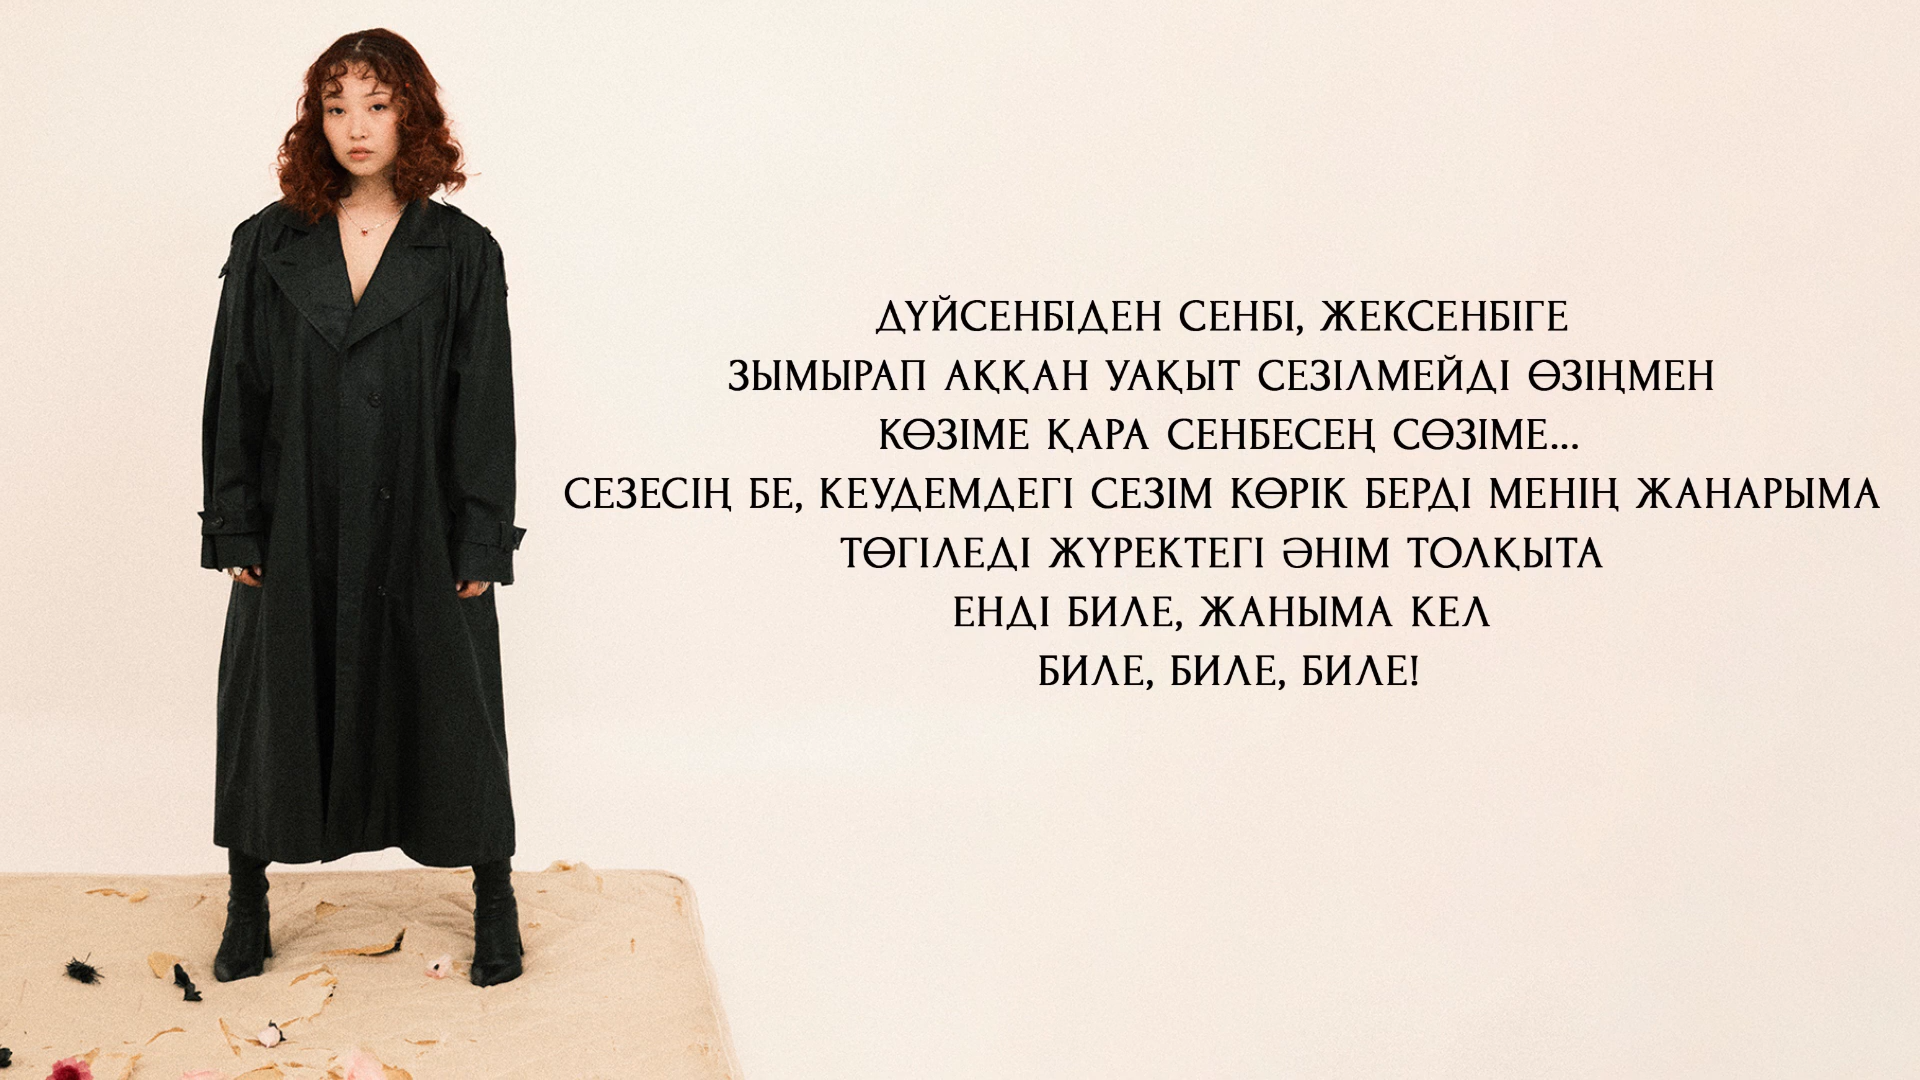 ДҮЙСЕНБІДЕН СЕНБІ, ЖЕКСЕНБІГЕ
ЗЫМЫРАП АҚҚАН УАҚЫТ СЕЗІЛМЕЙДІ ӨЗІҢМЕН
КӨЗІМЕ ҚАРА СЕНБЕСЕҢ СӨЗІМЕ...
СЕЗЕСІҢ БЕ, КЕУДЕМДЕГІ СЕЗІМ КӨРІК БЕРДІ МЕНІҢ ЖАНАРЫМА
ТӨГІЛЕДІ ЖҮРЕКТЕГІ ӘНІМ ТОЛҚЫТА
ЕНДІ БИЛЕ, ЖАНЫМА КЕЛ
БИЛЕ, БИЛЕ, БИЛЕ!